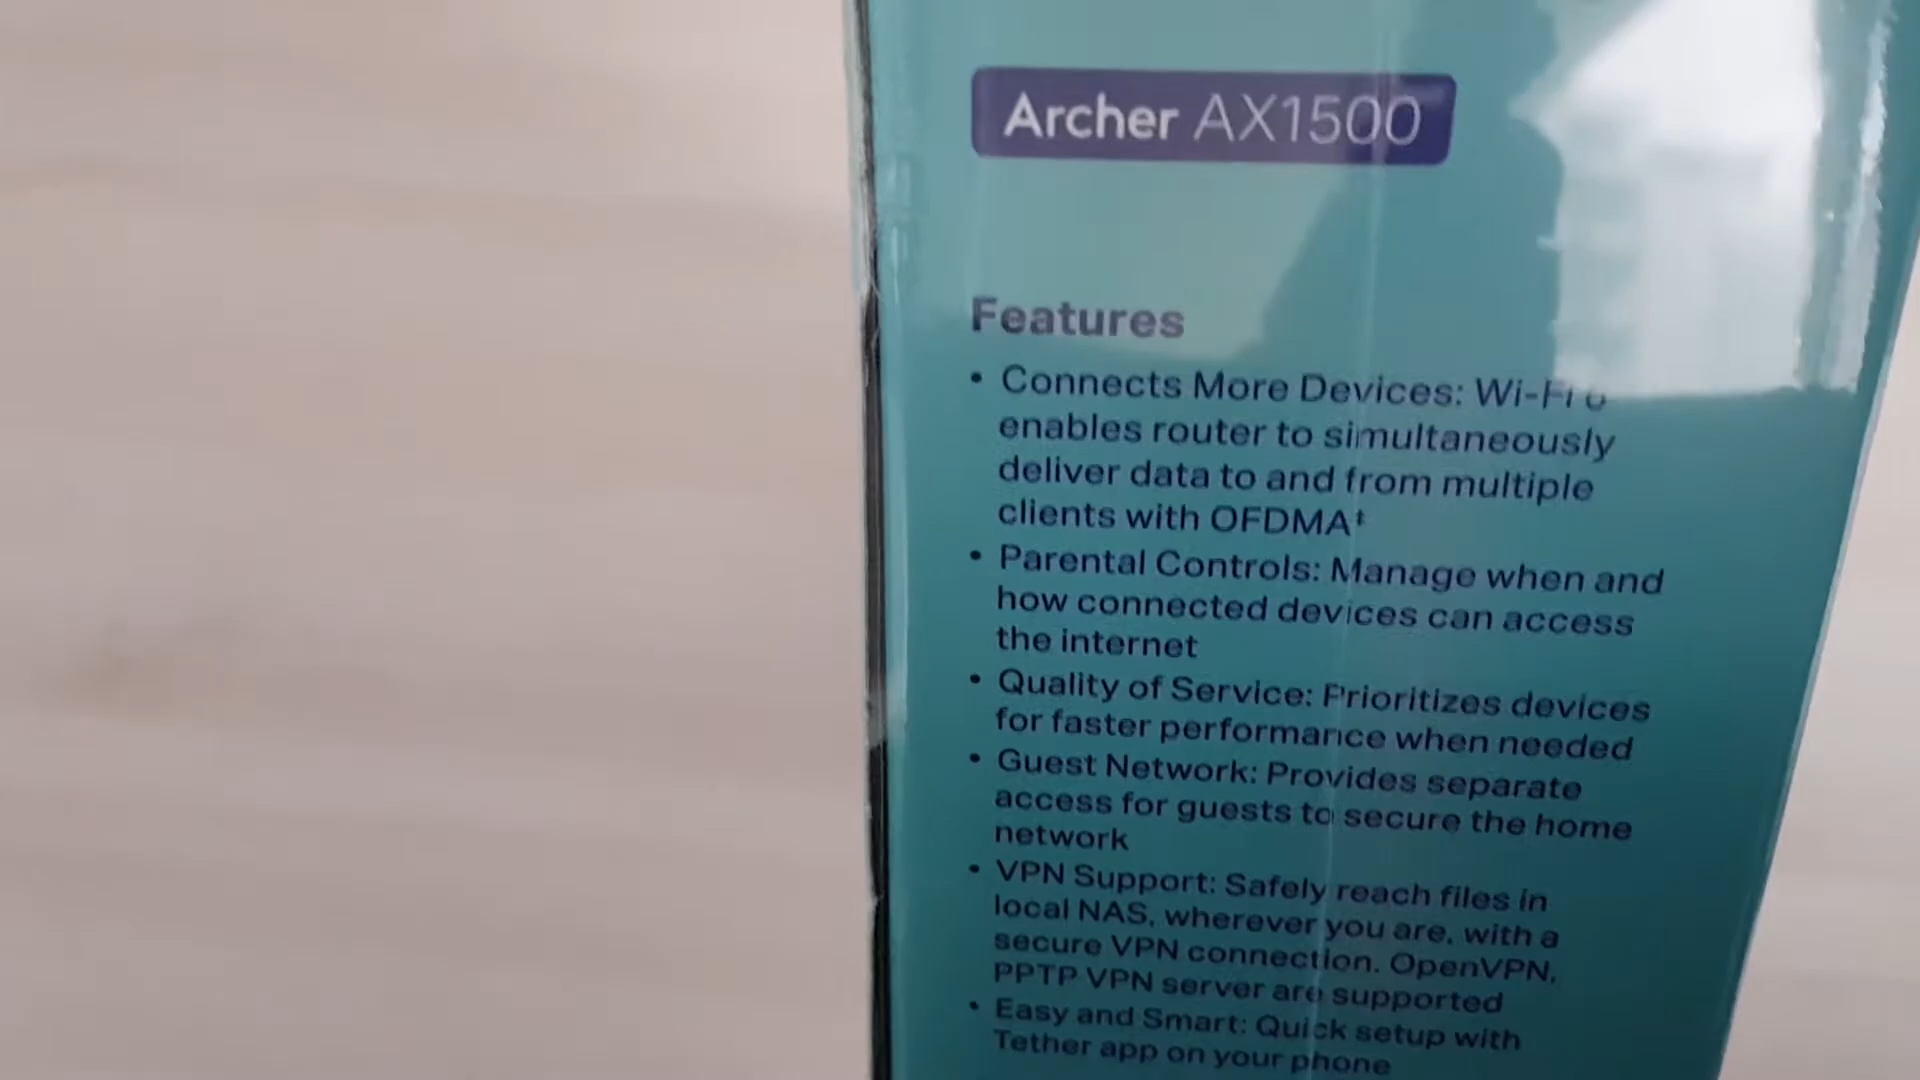 Archer AX1500
Features
• Connects More Devices: Wi-Fi 6
enables router to simultaneously
deliver data to and from multiple
clients with OFDMA‡
• Parental Controls: Manage when and
how connected devices can access
the internet
• Quality of Service: Prioritizes devices
for faster performance when needed
• Guest Network: Provides separate
access for guests to secure the home
network
• VPN Support: Safely reach files in
local NAS, wherever you are, with a
secure VPN connection. OpenVPN,
PPTP VPN server are supported
• Easy and Smart: Quick setup with
Tether app on your phone